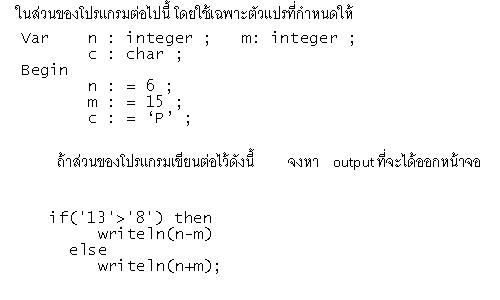 ในส่วนของโปรแกรมต่อไปนี้ โดยใช้เฉพาะตัวแปรที่กำหนดให้
Var n : integer ; m: integer ;
c : char ;
Begin
n : = 6 ;
m : = 15 ;
c : = ‘P’ ;
ถ้าส่วนของโปรแกรมเขียนต่อไว้ดังนี้ จงหา output ที่จะได้ออกหน้าจอ
if('13'>'8') then
writeln(n-m)
else
writeln(n+m);